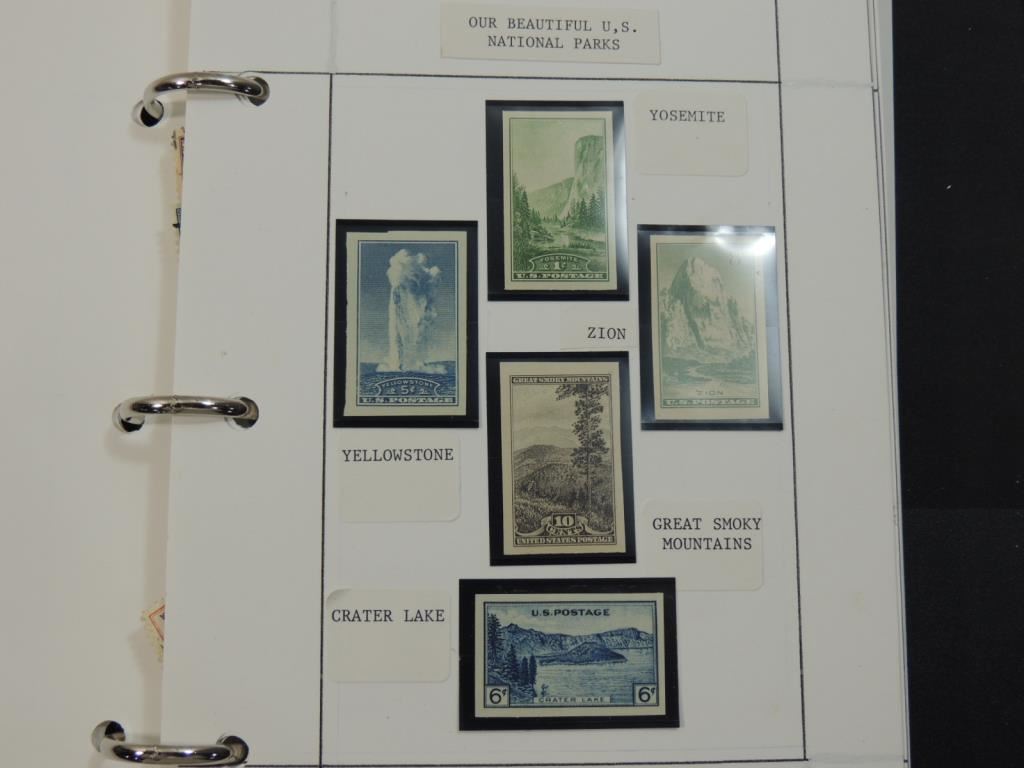 OUR BEAUTIFUL U,S.
NATIONAL PARKS
YOSEMITE
YOSEMITE
1¢
U.S. POSTAGE
YELLOWSTONE
5¢
U.S. POSTAGE
ZION
ZION
U.S. POSTAGE
YELLOWSTONE
GREAT SMOKY MOUNTAINS
10
CENTS
UNITED STATES POSTAGE
GREAT SMOKY
MOUNTAINS
CRATER LAKE
U.S. POSTAGE
6¢ 6¢
CRATER LAKE